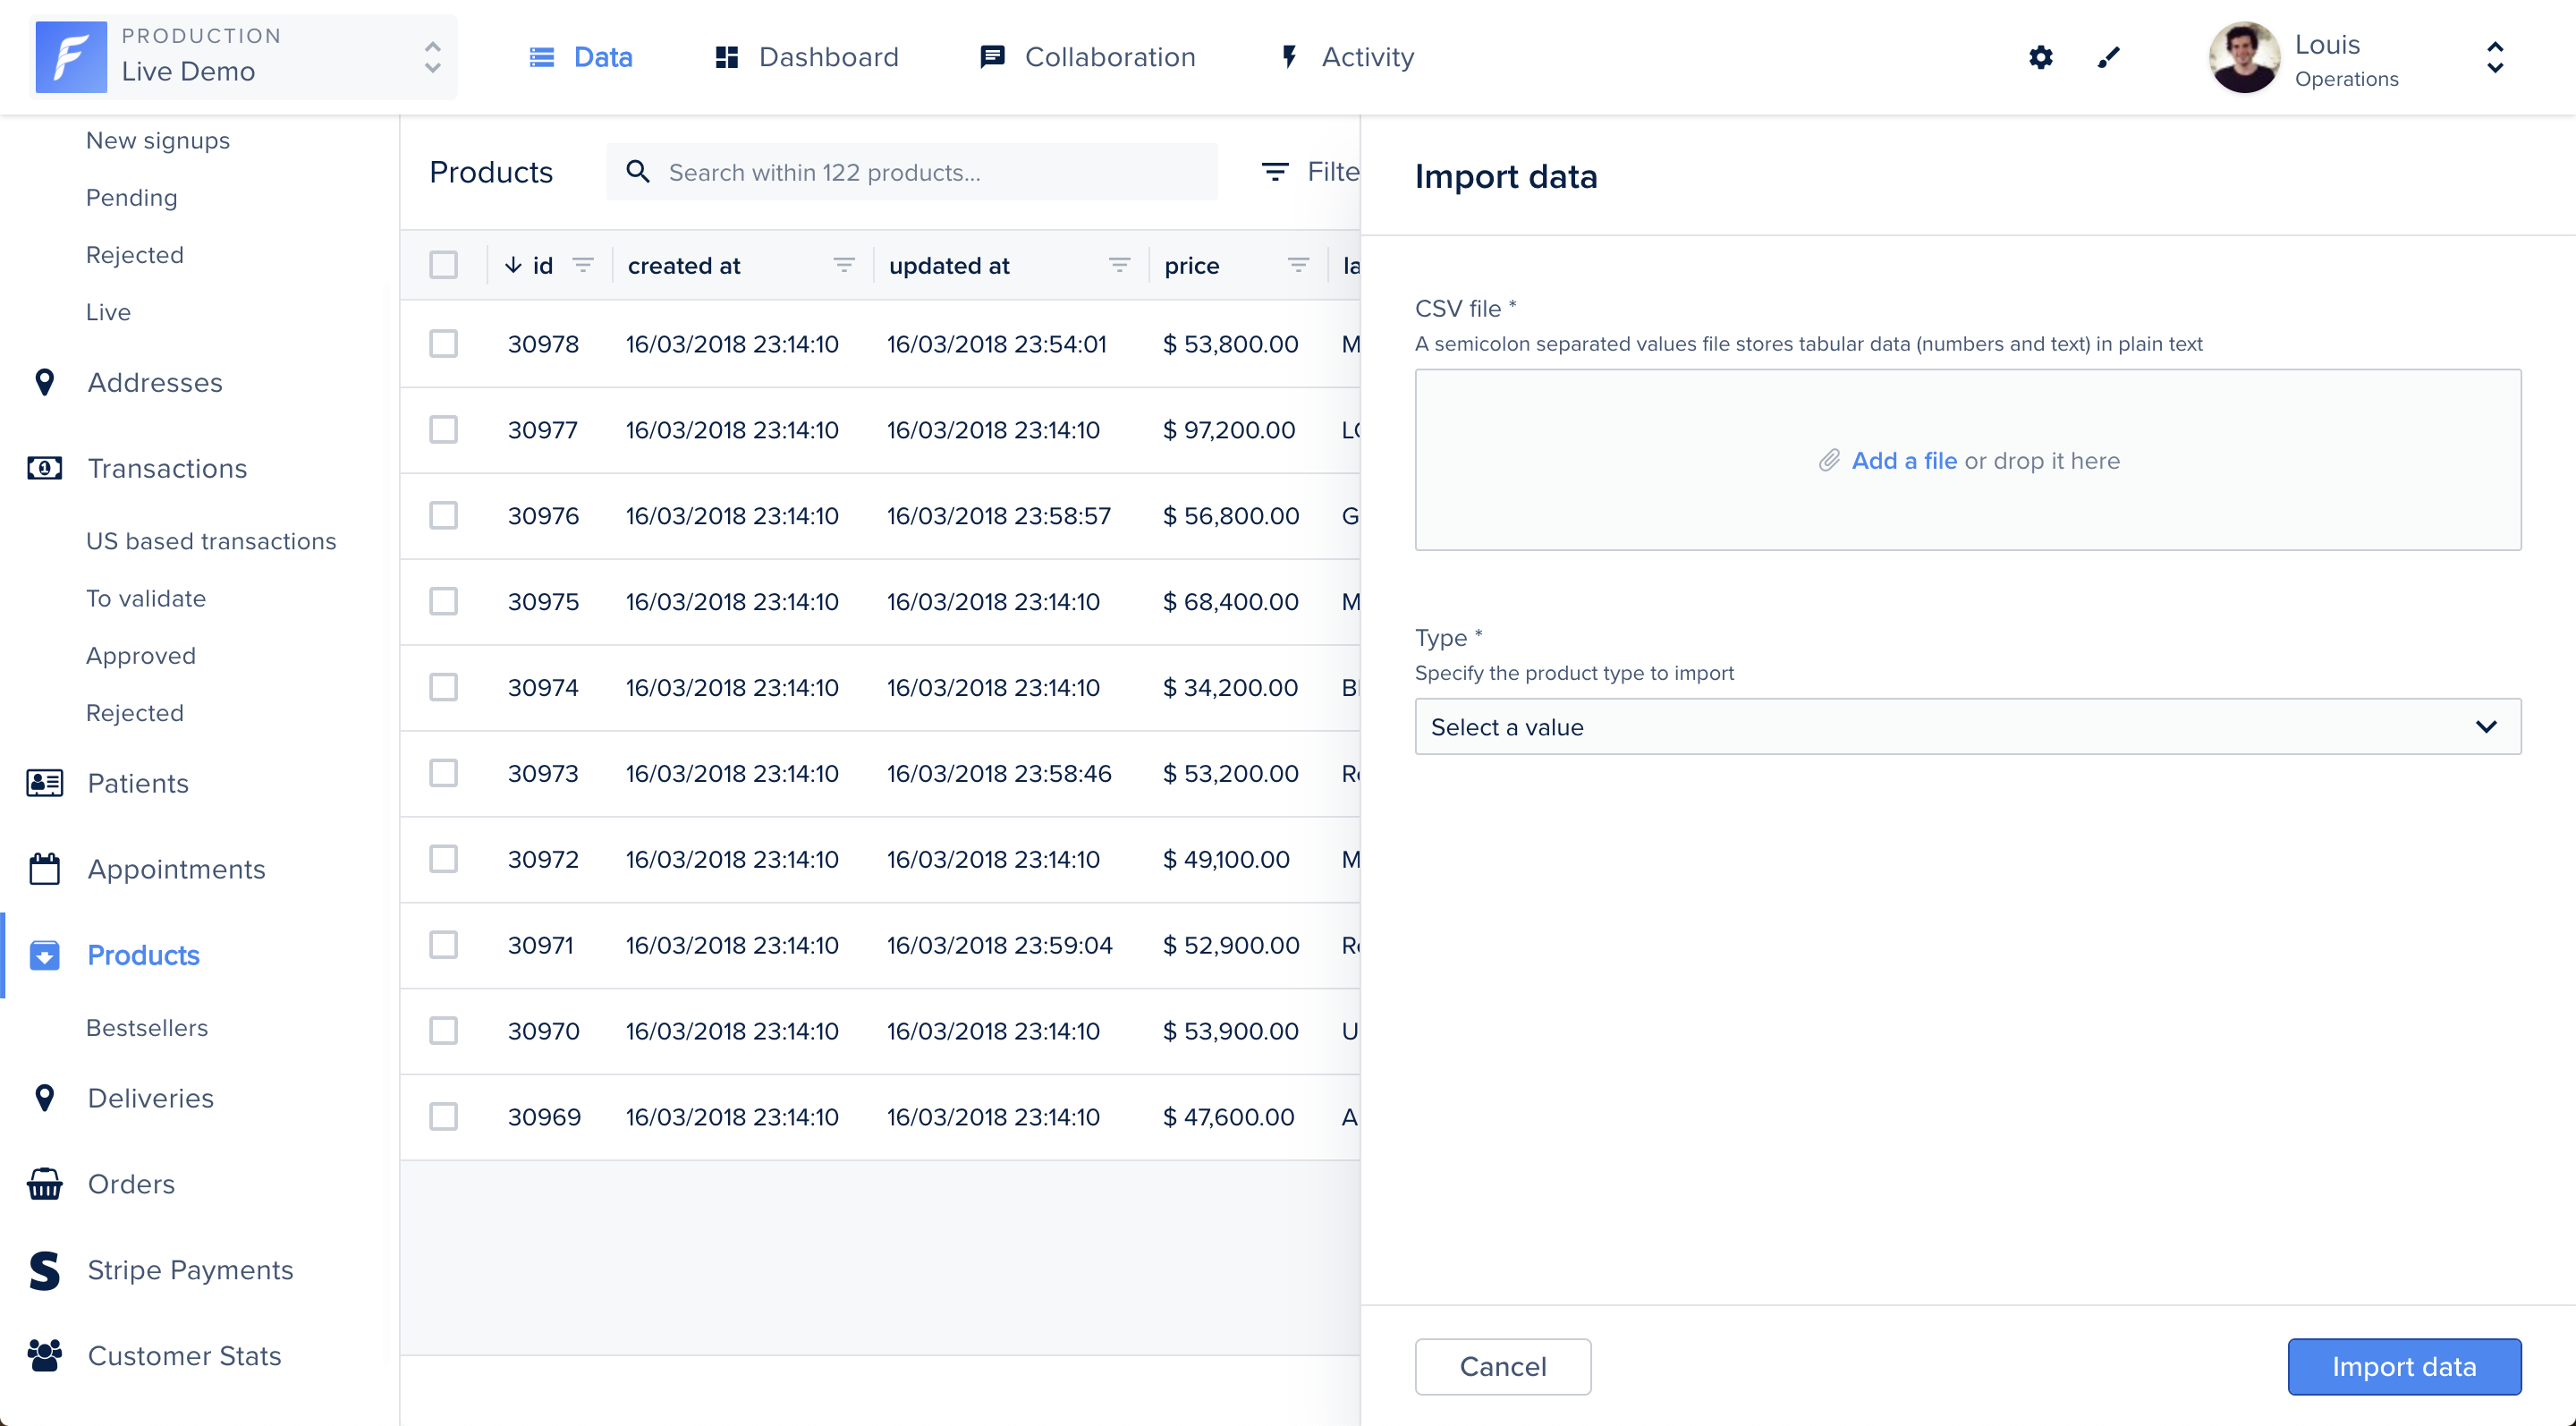 PRODUCTION
Live Demo
Data
Dashboard
Collaboration
Activity
Louis
Operations
New signups
Pending
Rejected
Live
Addresses
Transactions
US based transactions
To validate
Approved
Rejected
Patients
Appointments
Products
Bestsellers
Deliveries
Orders
Stripe Payments
Customer Stats
Products
Search within 122 products...
Filte
id created at updated at price la
30978 16/03/2018 23:14:10 16/03/2018 23:54:01 $ 53,800.00 M
30977 16/03/2018 23:14:10 16/03/2018 23:14:10 $ 97,200.00
30976 16/03/2018 23:14:10 16/03/2018 23:58:57 $ 56,800.00 G
30975 16/03/2018 23:14:10 16/03/2018 23:14:10 $ 68,400.00 M
30974 16/03/2018 23:14:10 16/03/2018 23:14:10 $ 34,200.00
30973 16/03/2018 23:14:10 16/03/2018 23:58:46 $ 53,200.00
30972 16/03/2018 23:14:10 16/03/2018 23:14:10 $ 49,100.00 M
30971 16/03/2018 23:14:10 16/03/2018 23:59:04 $ 52,900.00
30970 16/03/2018 23:14:10 16/03/2018 23:14:10 $ 53,900.00 U
30969 16/03/2018 23:14:10 16/03/2018 23:14:10 $ 47,600.00 A
Import data
CSV file *
A semicolon separated values file stores tabular data (numbers and text) in plain text
Add a file or drop it here
Type *
Specify the product type to import
Select a value
Cancel
Import data